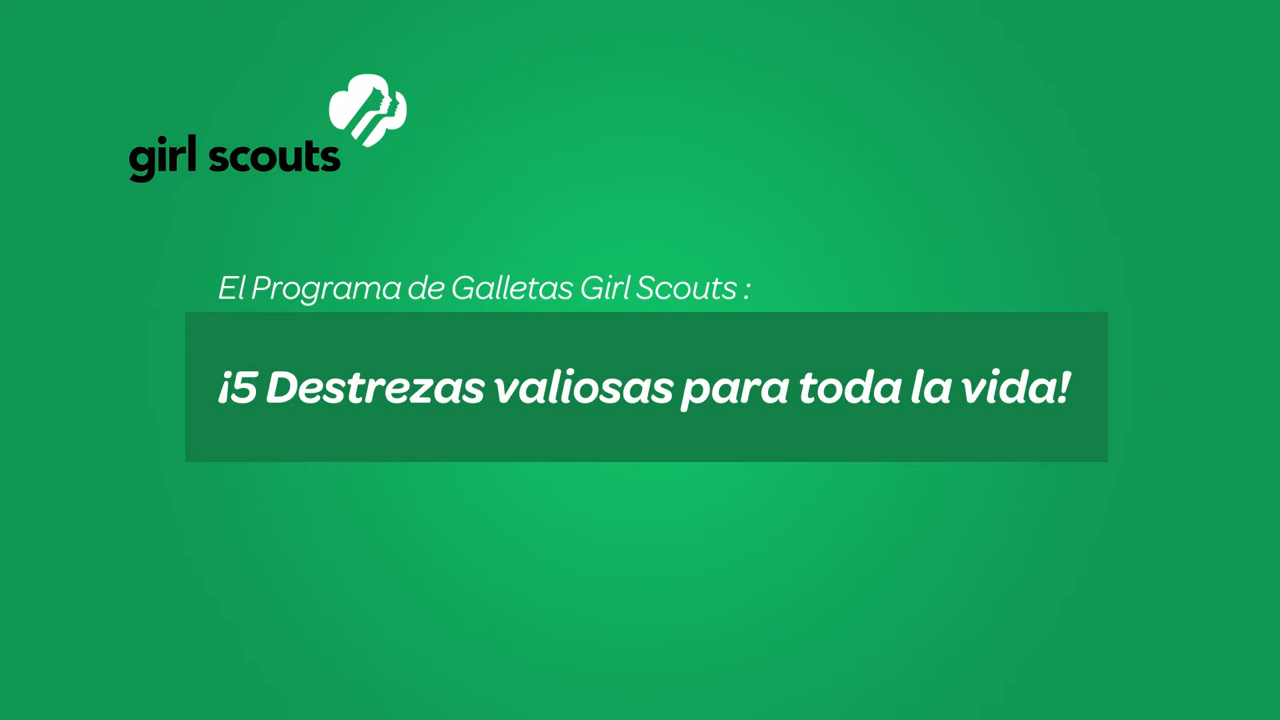 girl scouts
El Programa de Galletas Girl Scouts :
¡5 Destrezas valiosas para toda la vida!